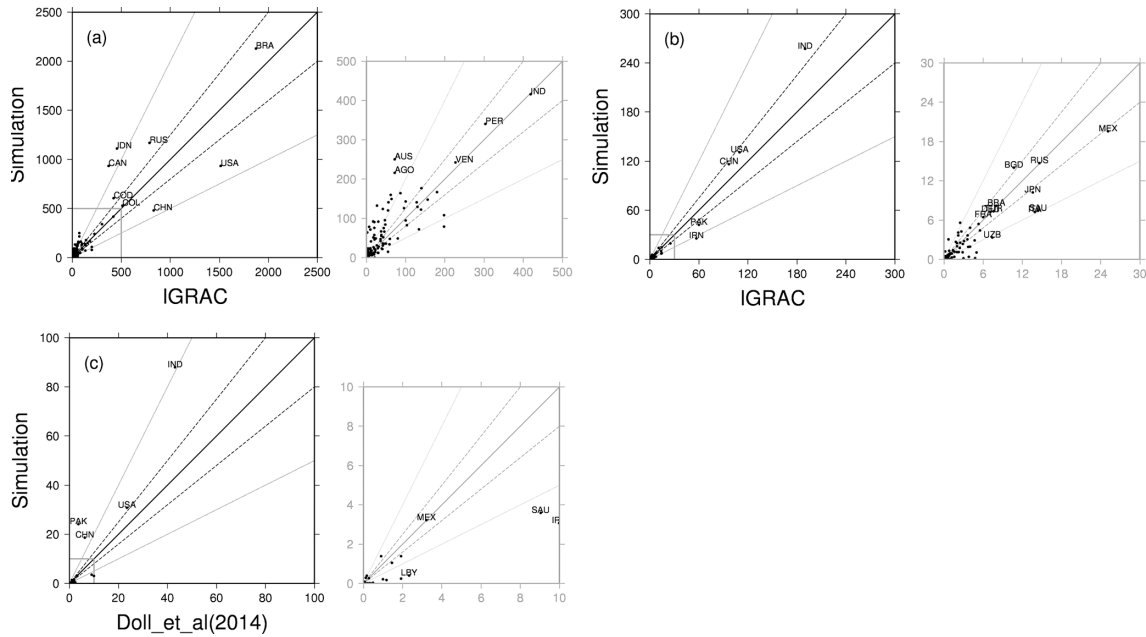 (a)
2500
2000
1500
1000
500
0
Simulation
BRA
IDN
RUS
CAN
USA
COD
COL
CHN
0 500 1000 1500 2000 2500
IGRAC
500
400
300
200
100
0
IND
PER
AUS
VEN
AGO
0 100 200 300 400 500
(b)
300
240
180
120
60
0
Simulation
IND
USA
CHN
PAK
IRN
0 60 120 180 240 300
IGRAC
30
24
18
12
6
0
MEX
BGD
RUS
JPN
BRA
FRA
SAU
UZB
0 6 12 18 24 30
(c)
100
80
60
40
20
0
Simulation
IND
USA
PAK
CHN
0 20 40 60 80 100
Doll_et_al(2014)
10
8
6
4
2
0
MEX
SAU
LBY
0 2 4 6 8 10